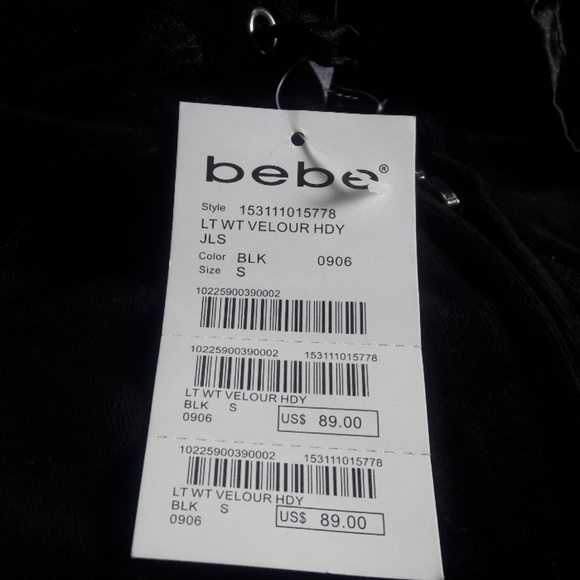 bebe®
Style 153111015778
LT WT VELOUR HDY
JLS
Color BLK 0906
Size S
10225900390002
10225900390002 153111015778
LT WT VELOUR HDY
BLK S
0906 US$ 89.00
10225900390002 153111015778
LT WT VELOUR HDY
BLK S
0906 US$ 89.00